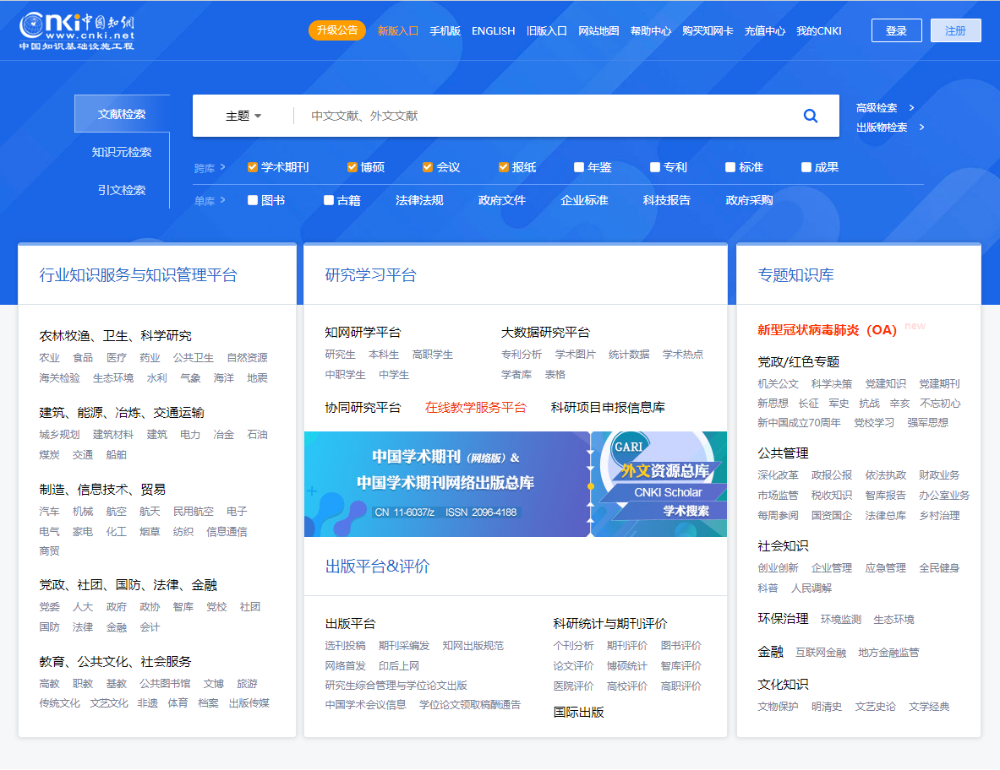 cnki中国知网
www.cnki.net
中国知识基础设施工程
升级公告 新版入口 手机版 ENGLISH 旧版入口 网站地图 帮助中心 购买知网卡 充值中心 我的CNKI 登录 注册
文献检索
知识元检索
引文检索
主题 中文文献、外文文献
高级检索 >
出版物检索 >
跨库 > 学术期刊 博硕 会议 报纸 年鉴 专利 标准 成果
单库 > 图书 古籍 法律法规 政府文件 企业标准 科技报告 政府采购
行业知识服务与知识管理平台
农林牧渔、卫生、科学研究
农业 食品 医疗 药业 公共卫生 自然资源
海关检验 生态环境 水利 气象 海洋 地震
建筑、能源、冶炼、交通运输
城乡规划 建筑材料 建筑 电力 冶金 石油
煤炭 交通 船舶
制造、信息技术、贸易
汽车 机械 航空 航天 民用航空 电子
电气 家电 化工 烟草 纺织 信息通信
商贸
党政、社团、国防、法律、金融
党委 人大 政府 政协 智库 党校 社团
国防 法律 金融 会计
教育、公共文化、社会服务
高教 职教 基教 公共图书馆 文博 旅游
传统文化 文艺文化 非遗 体育 档案 出版传媒
研究学习平台
知网研学平台
研究生 本科生 高职学生
中职学生 中学生
大数据研究平台
专利分析 学术图片 统计数据 学术热点
学者库 表格
协同研究平台 在线教学服务平台 科研项目申报信息库
中国学术期刊（网络版）&
中国学术期刊网络出版总库
CN 11-6037/z ISSN 2096-4188
GARI
外文资源总库
CNKI Scholar
学术搜索
出版平台&评价
出版平台
选刊投稿 期刊采编发 知网出版规范
网络首发 印后上网
研究生综合管理与学位论文出版
中国学术会议信息 学位论文领取稿酬通告
科研统计与期刊评价
个刊分析 期刊评价 图书评价
论文评价 博硕统计 智库评价
医院评价 高校评价 高职评价
国际出版
专题知识库
新型冠状病毒肺炎（OA） new
党政/红色专题
机关公文 科学决策 党建知识 党建期刊
新思想 长征 军史 抗战 辛亥 不忘初心
新中国成立70周年 党校学习 强军思想
公共管理
深化改革 政报公报 依法执政 财政业务
市场监管 税收知识 智库报告 办公室业务
每周参阅 国资国企 法律总库 乡村治理
社会知识
创业创新 企业管理 应急管理 全民健身
科普 人民调解
环保治理 环境监测 生态环境
金融 互联网金融 地方金融监管
文化知识
文物保护 明清史 文艺史论 文学经典